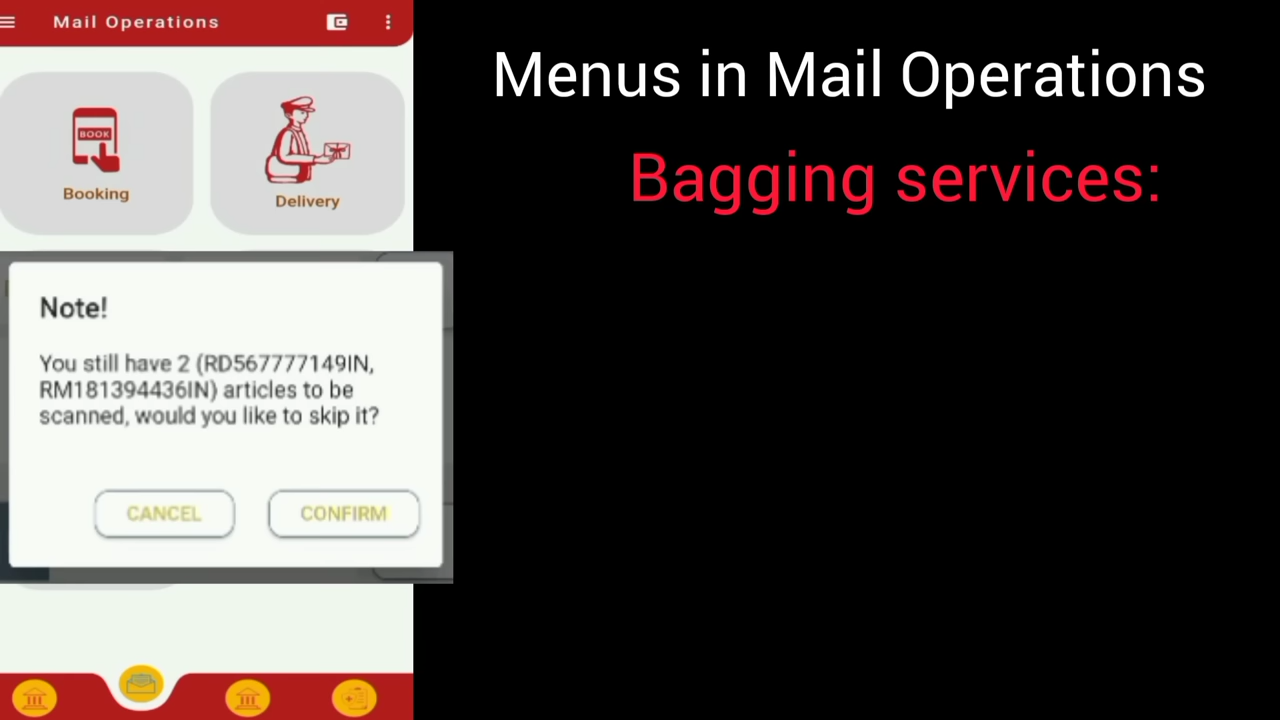 Mail Operations
Menus in Mail Operations
Bagging services:
BOOK
Booking
Delivery
Note!
You still have 2 (RD567777149IN,
RM181394436IN) articles to be
scanned, would you like to skip it?
CANCEL
CONFIRM